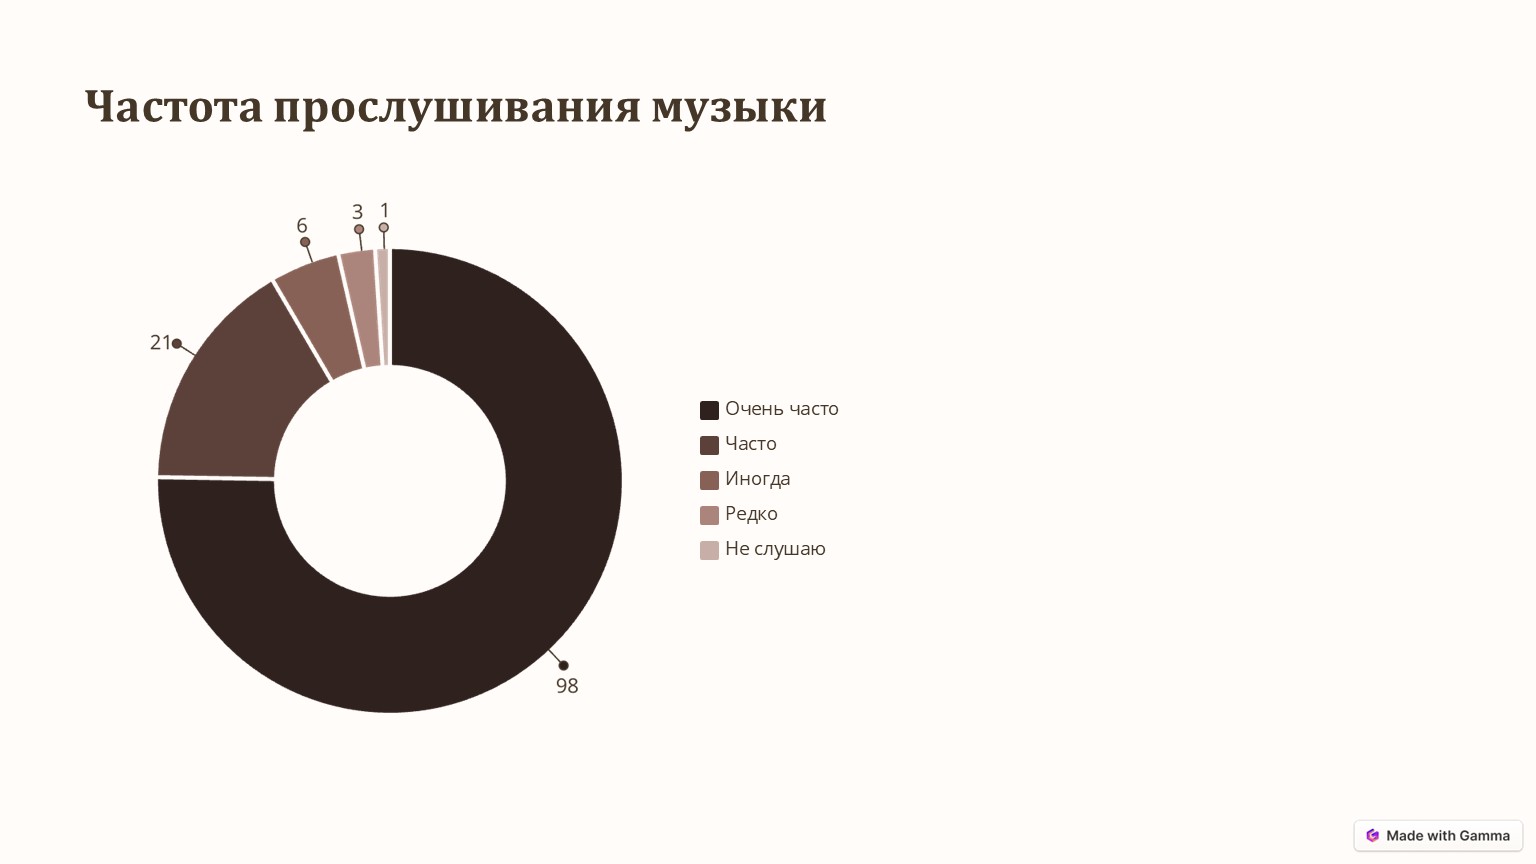 Частота прослушивания музыки
6
3
1
21
98
Очень часто
Часто
Иногда
Редко
Не слушаю
Made with Gamma